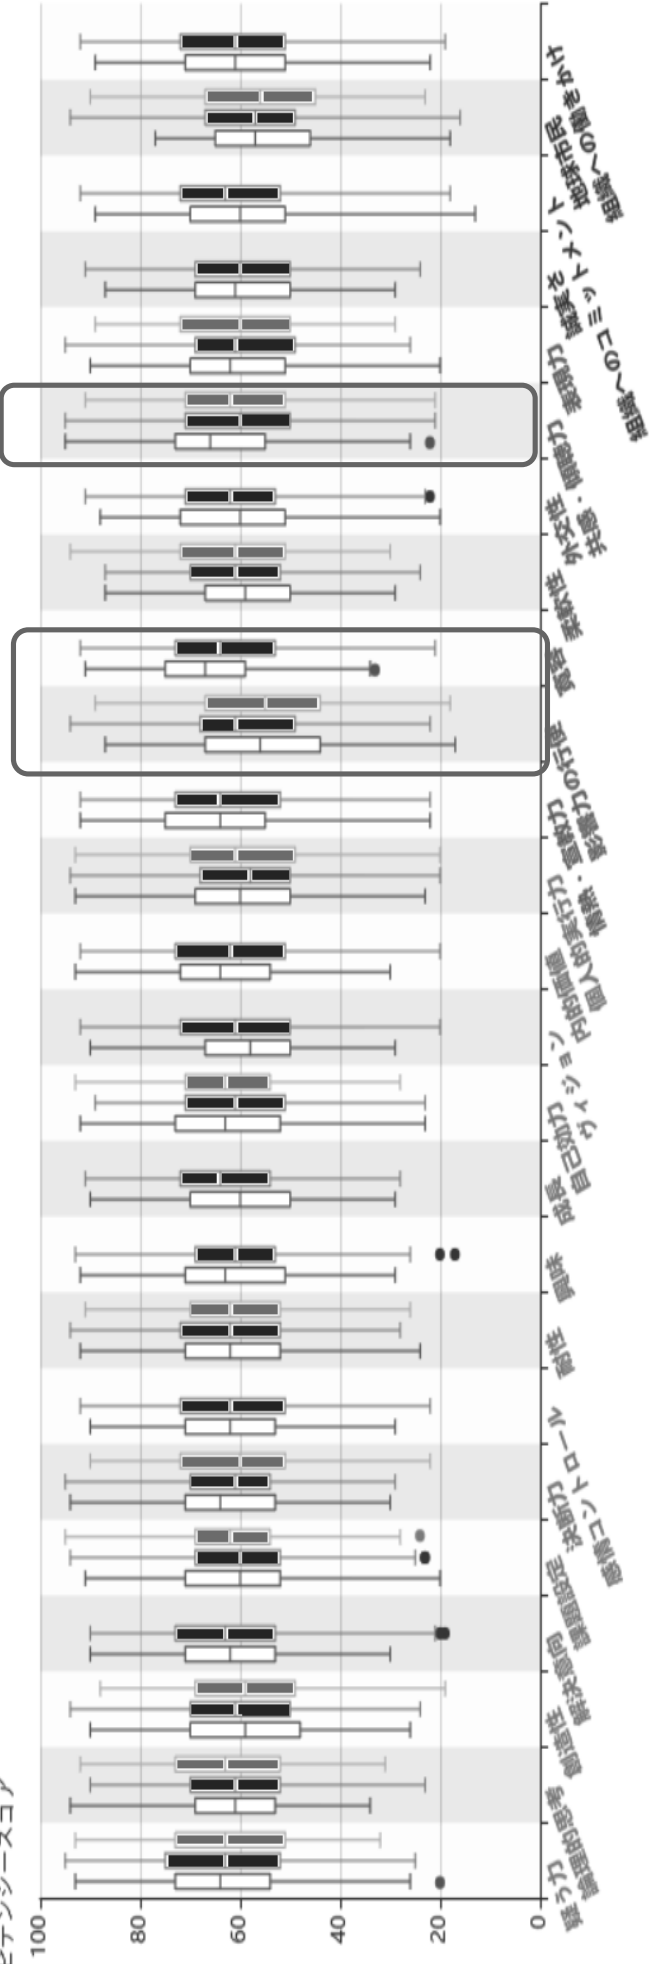 ピテンシースコア
100
80
60
40
20
0
疑う力
論理的思考
創造性
解決意向
課題設定
決断力
感情コントロール
耐性
興味
成長
自己効力
ヴィジョン
内的価値
個人的実行力
情熱・宣教力
影響力の行使
寛容
柔軟性
外交性
共感・傾聴力
表現力
組織へのコミットメント
誠実さ
地球市民
組織への働きかけ